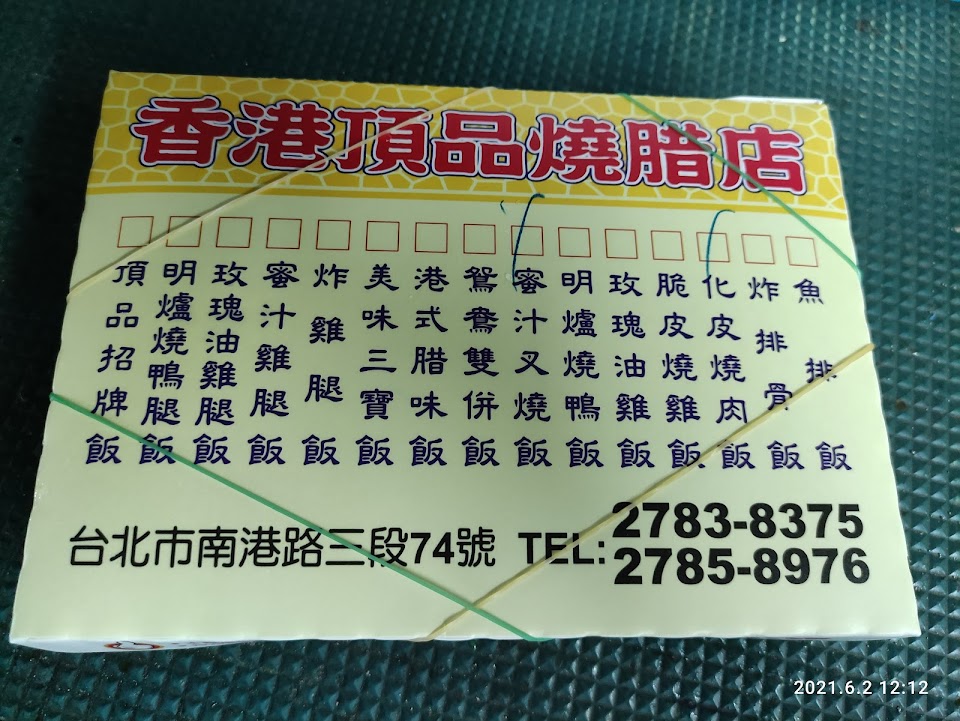 香港頂品燒腊店
頂品招牌飯
明爐燒鴨腿飯
玫瑰油雞腿飯
蜜汁雞腿飯
炸雞腿飯
美味三寶飯
港式腊味飯
鴛鴦雙併飯
蜜汁叉燒飯
明爐燒鴨飯
玫瑰油雞飯
脆皮燒雞飯
化皮燒肉飯
炸排骨飯
魚排飯
台北市南港路三段74號 TEL:
2783-8375
2785-8976
2021.6.2 12:12